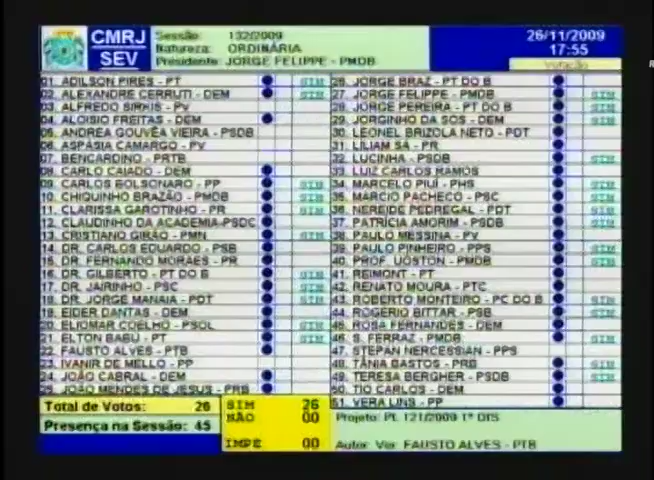 CMRJ
SEV
Sessão: 132/2009
Natureza: ORDINÁRIA
Presidente: JORGE FELIPPE - PMDB
26/11/2009
17:55
Votação
01. ADILSON PIRES - PT SIM
02. ALEXANDRE CERRUTI - DEM SIM
03. ALFREDO SIRKIS - PV
04. ALOISIO FREITAS - DEM
05. ANDREA GOUVÊA VIEIRA - PSDB
06. ASPÁSIA CAMARGO - PV
07. BENCARDINO - PRTB
08. CARLO CAIADO - DEM
09. CARLOS BOLSONARO - PP SIM
10. CHIQUINHO BRAZÃO - PMDB SIM
11. CLARISSA GAROTINHO - PR SIM
12. CLAUDINHO DA ACADEMIA-PSDC
13. CRISTIANO GIRÃO - PMN SIM
14. DR. CARLOS EDUARDO - PSB
15. DR. FERNANDO MORAES - PR
16. DR. GILBERTO - PT DO B SIM
17. DR. JAIRINHO - PSC SIM
18. DR. JORGE MANAIA - PDT SIM
19. EIDER DANTAS - DEM
20. ELIOMAR COELHO - PSOL SIM
21. ELTON BABÚ - PT SIM
22. FAUSTO ALVES - PTB
23. IVANIR DE MELLO - PP
24. JOÃO CABRAL - DEM
25. JOÃO MENDES DE JESUS - PRB
26. JORGE BRAZ - PT DO B
27. JORGE FELIPPE - PMDB SIM
28. JORGE PEREIRA - PT DO B SIM
29. JORGINHO DA SOS - DEM SIM
30. LEONEL BRIZOLA NETO - PDT
31. LILIAM SÁ - PR
32. LUCINHA - PSDB SIM
33. LUIZ CARLOS RAMOS
34. MARCELO PIUÍ - PHS SIM
35. MÁRCIO PACHECO - PSC SIM
36. NEREIDE PEDREGAL - PDT SIM
37. PATRÍCIA AMORIM - PSDB SIM
38. PAULO MESSINA - PV
39. PAULO PINHEIRO - PPS SIM
40. PROF. UÓSTON - PMDB SIM
41. REIMONT - PT
42. RENATO MOURA - PTC
43. ROBERTO MONTEIRO - PC DO B SIM
44. ROGÉRIO BITTAR - PSB SIM
45. ROSA FERNANDES - DEM
46. S. FERRAZ - PMDB SIM
47. STEPAN NERCESSIAN - PPS
48. TÂNIA BASTOS - PRB SIM
49. TERESA BERGHER - PSDB SIM
50. TIO CARLOS - DEM
51. VERA LINS - PP
Total de Votos: 26
Presença na Sessão: 45
SIM 26
NÃO 00
IMPE 00
Projeto: PL 121/2009 1ª DIS
Autor: Ver. FAUSTO ALVES - PTB